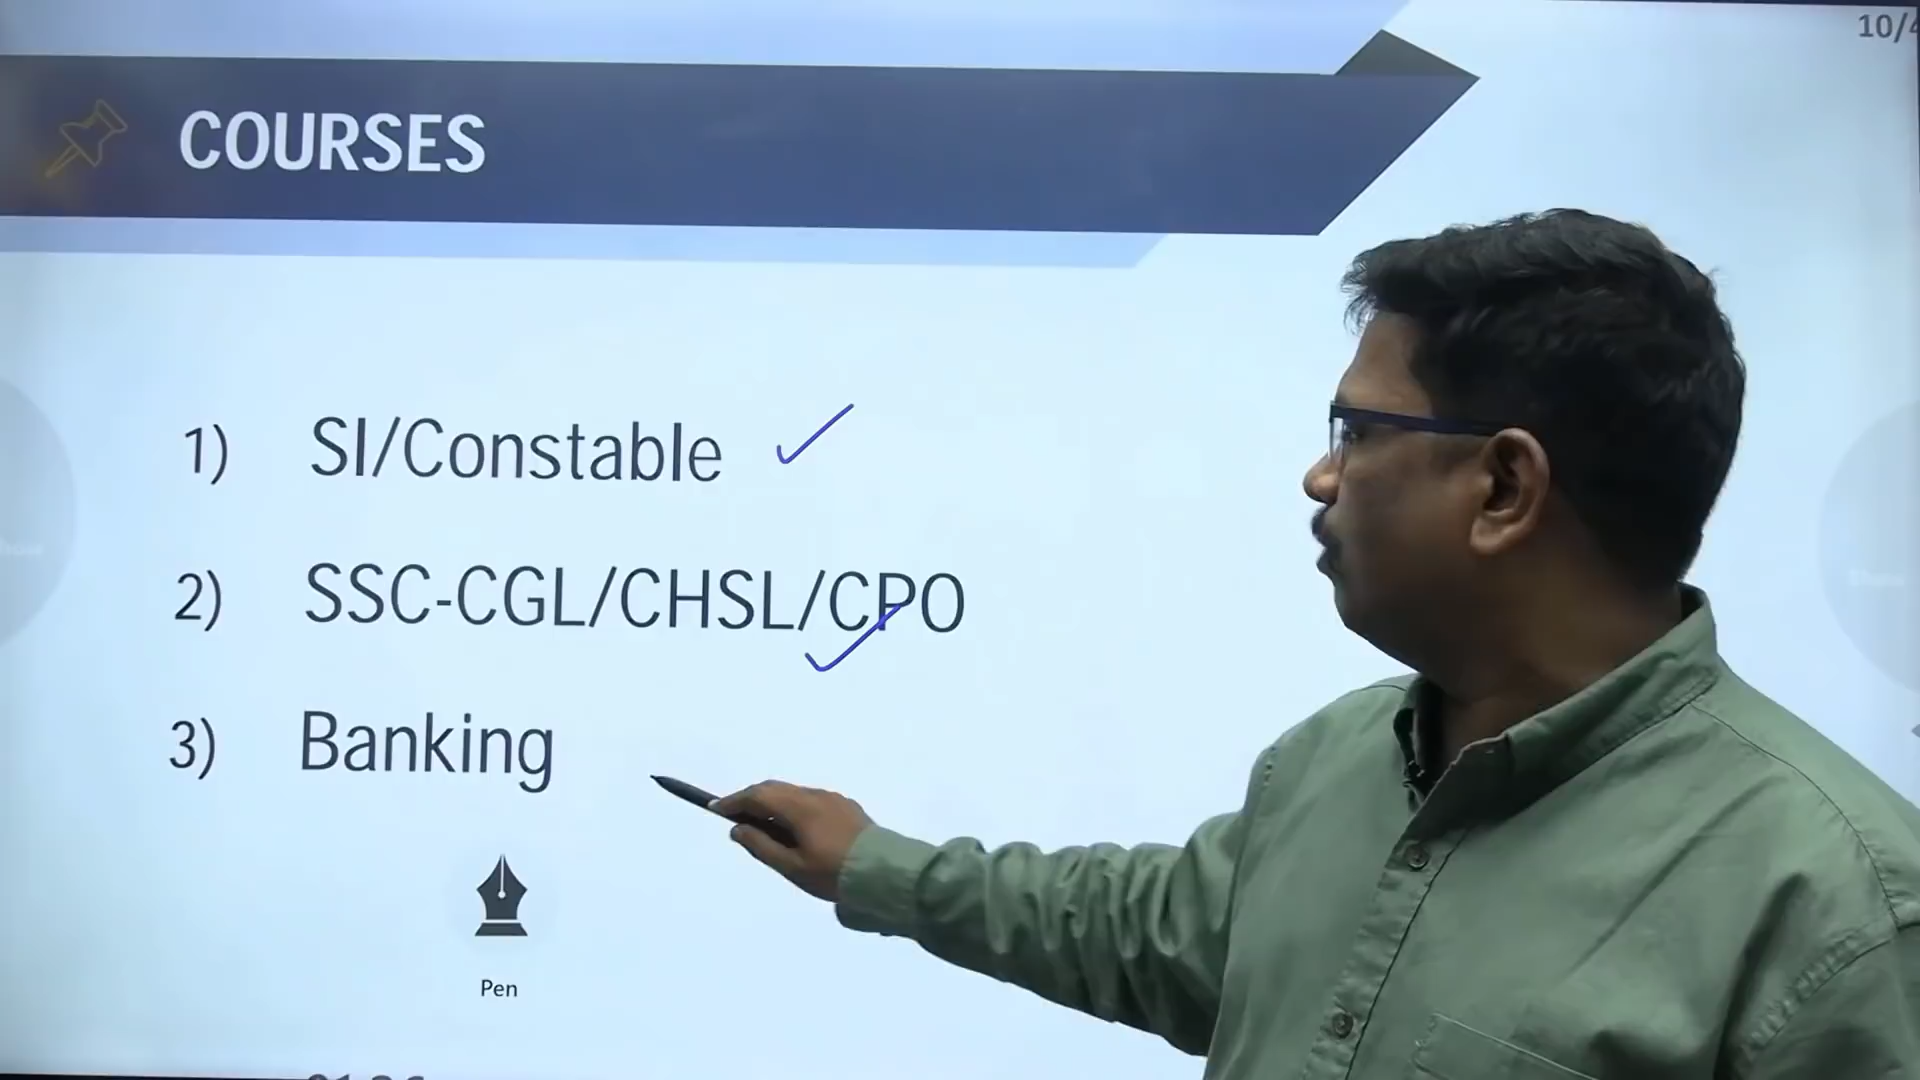 COURSES
1) SI/Constable
2) SSC-CGL/CHSL/CPO
3) Banking
Pen